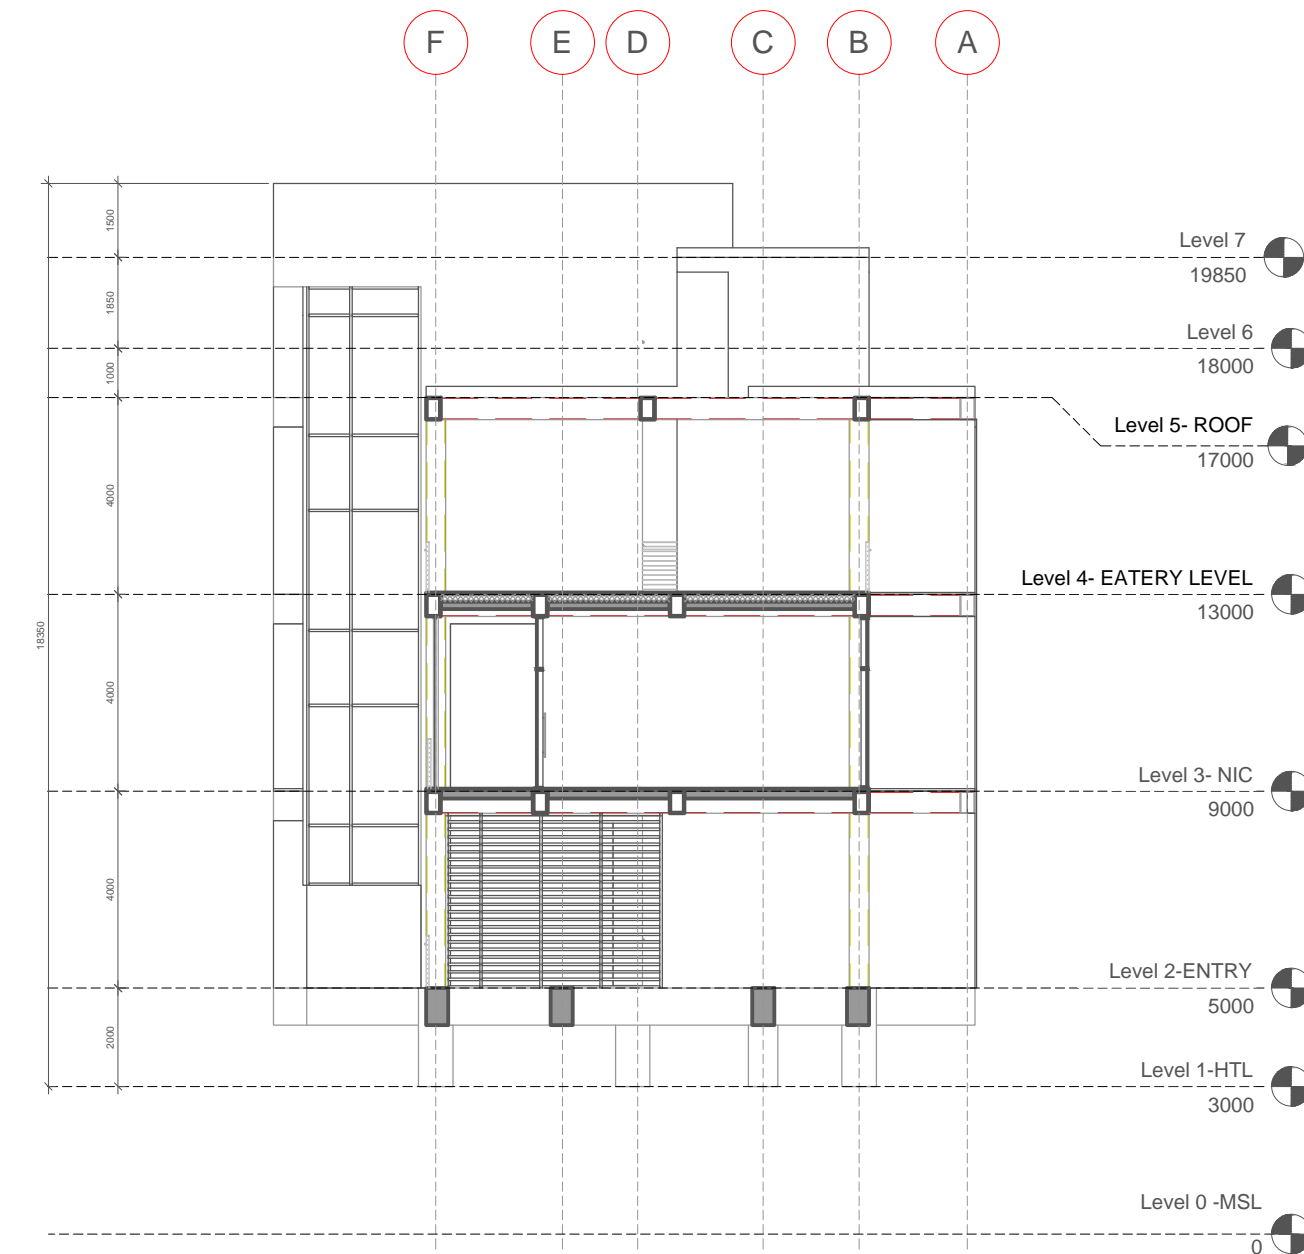 F E D C B A
1500
Level 7
19850
1850
Level 6
18000
1000
Level 5- ROOF
17000
4000
Level 4- EATERY LEVEL
13000
18350
4000
Level 3- NIC
9000
4000
Level 2-ENTRY
5000
2000
Level 1-HTL
3000
Level 0 -MSL
0